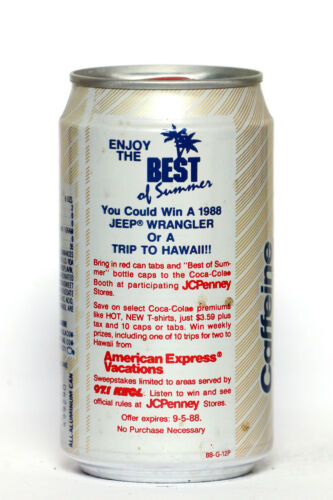 ENJOY
THE BEST
of Summer
You Could Win A 1988
JEEP® WRANGLER
Or A
TRIP TO HAWAII!!
Bring in red can tabs and "Best of Sum-
mer" bottle caps to the Coca-Cola®
Booth at participating JCPenney
Stores.
Save on select Coca-Cola® premiums
like HOT, NEW T-shirts, just $3.59 plus
tax and 10 caps or tabs. Win weekly
prizes, including one of 10 trips for two to
Hawaii from
American Express®
Vacations
Sweepstakes limited to areas served by
97.1 KEGL. Listen to win and see
official rules at JCPenney Stores.
Offer expires: 9-5-88.
No Purchase Necessary
BB-G-12P
Caffeine
ALL-ALUMINUM CAN